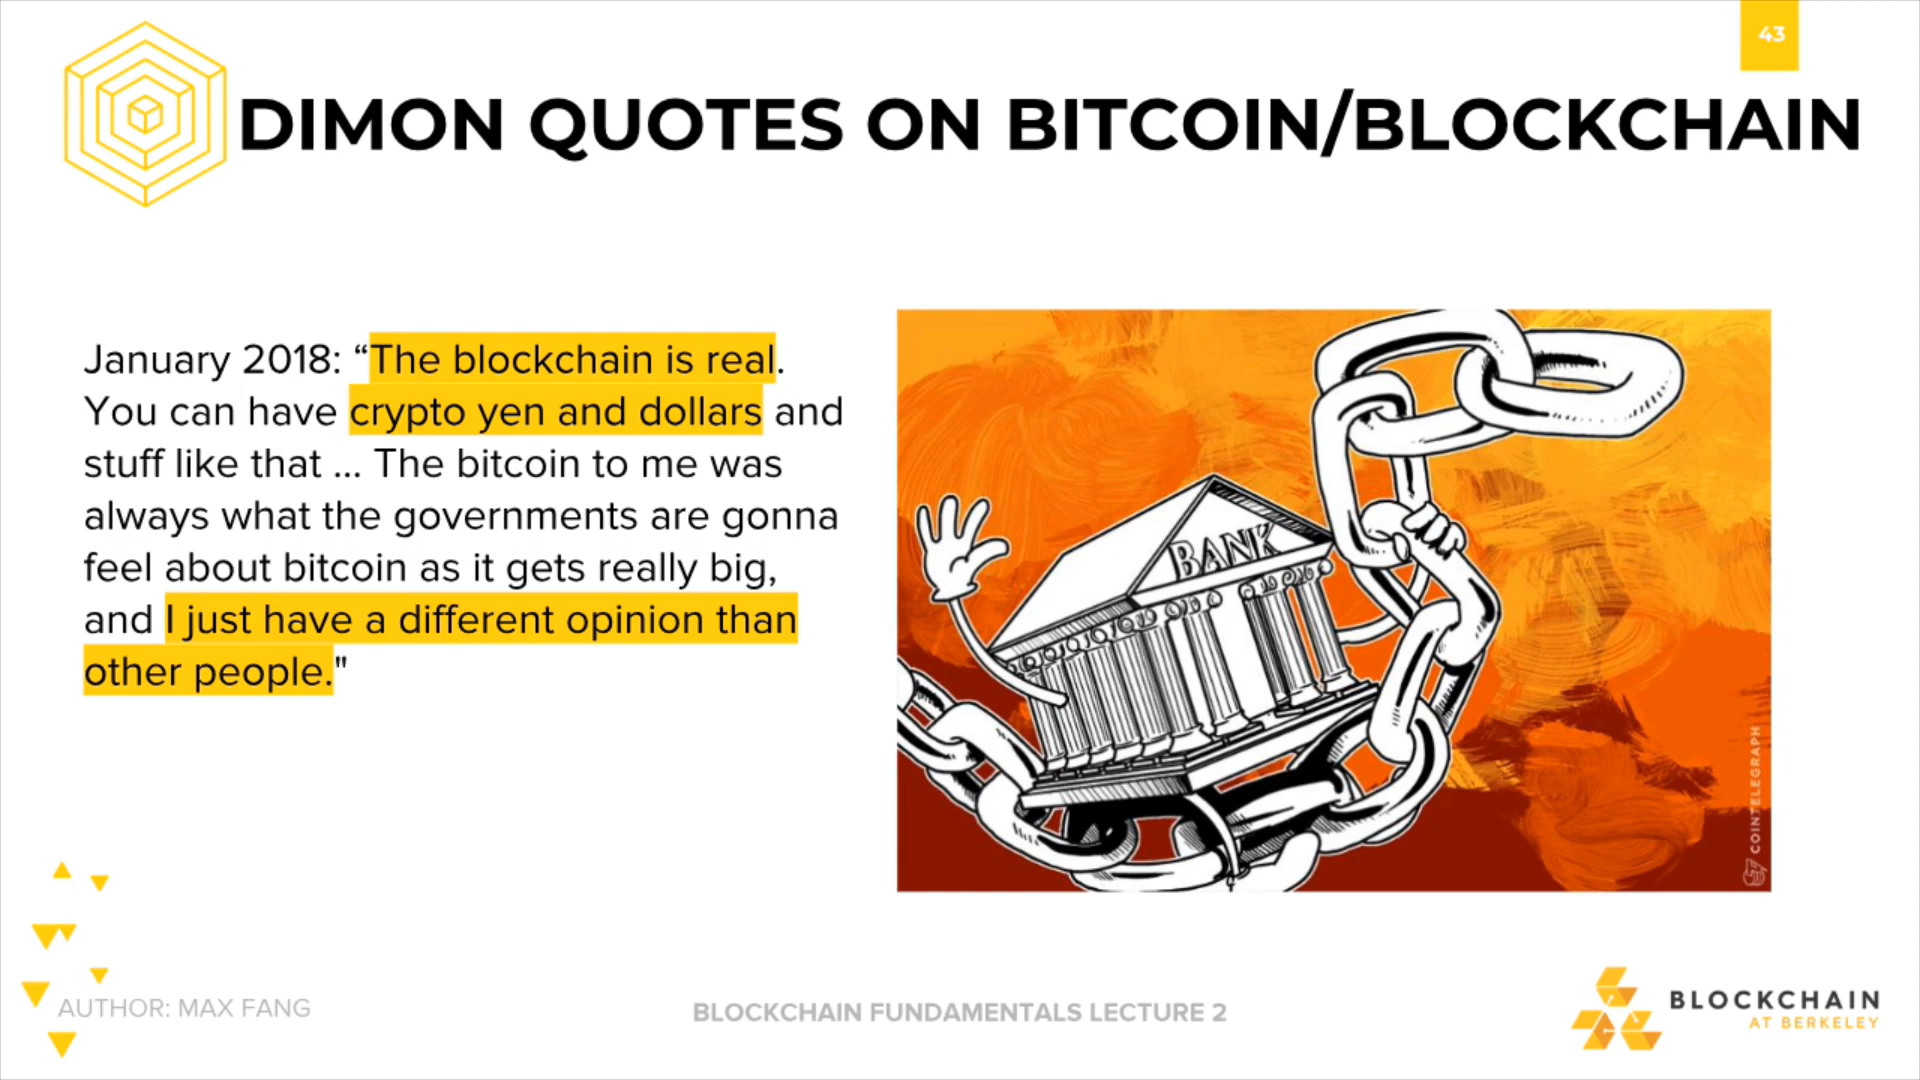 43
DIMON QUOTES ON BITCOIN/BLOCKCHAIN
January 2018: “The blockchain is real.
You can have crypto yen and dollars and
stuff like that ... The bitcoin to me was
always what the governments are gonna
feel about bitcoin as it gets really big,
and I just have a different opinion than
other people."
BANK
COINTELEGRAPH
AUTHOR: MAX FANG
BLOCKCHAIN FUNDAMENTALS LECTURE 2
BLOCKCHAIN
AT BERKELEY